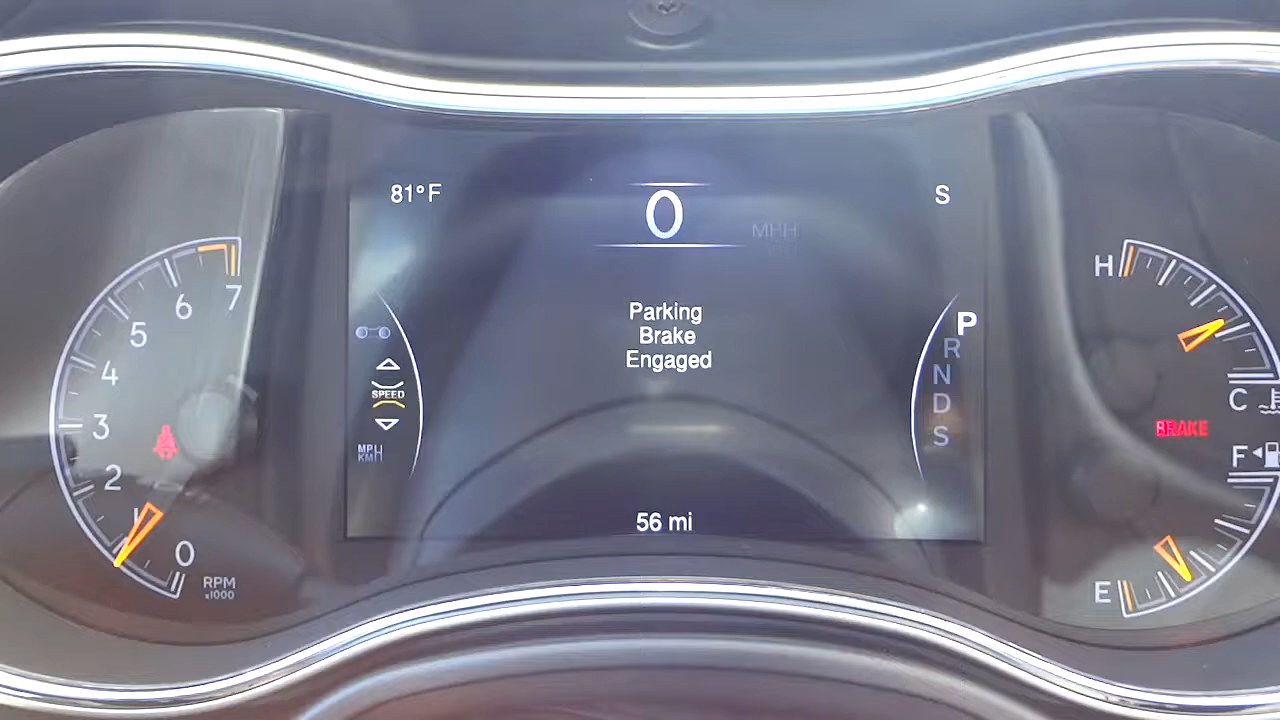 81°F
0
S
MPH
Parking
Brake
Engaged
SPEED
MPH
KM/H
P
R
N
D
S
56 mi
7
6
5
4
3
2
1
0
RPM
x1000
H
C
BRAKE
F
E